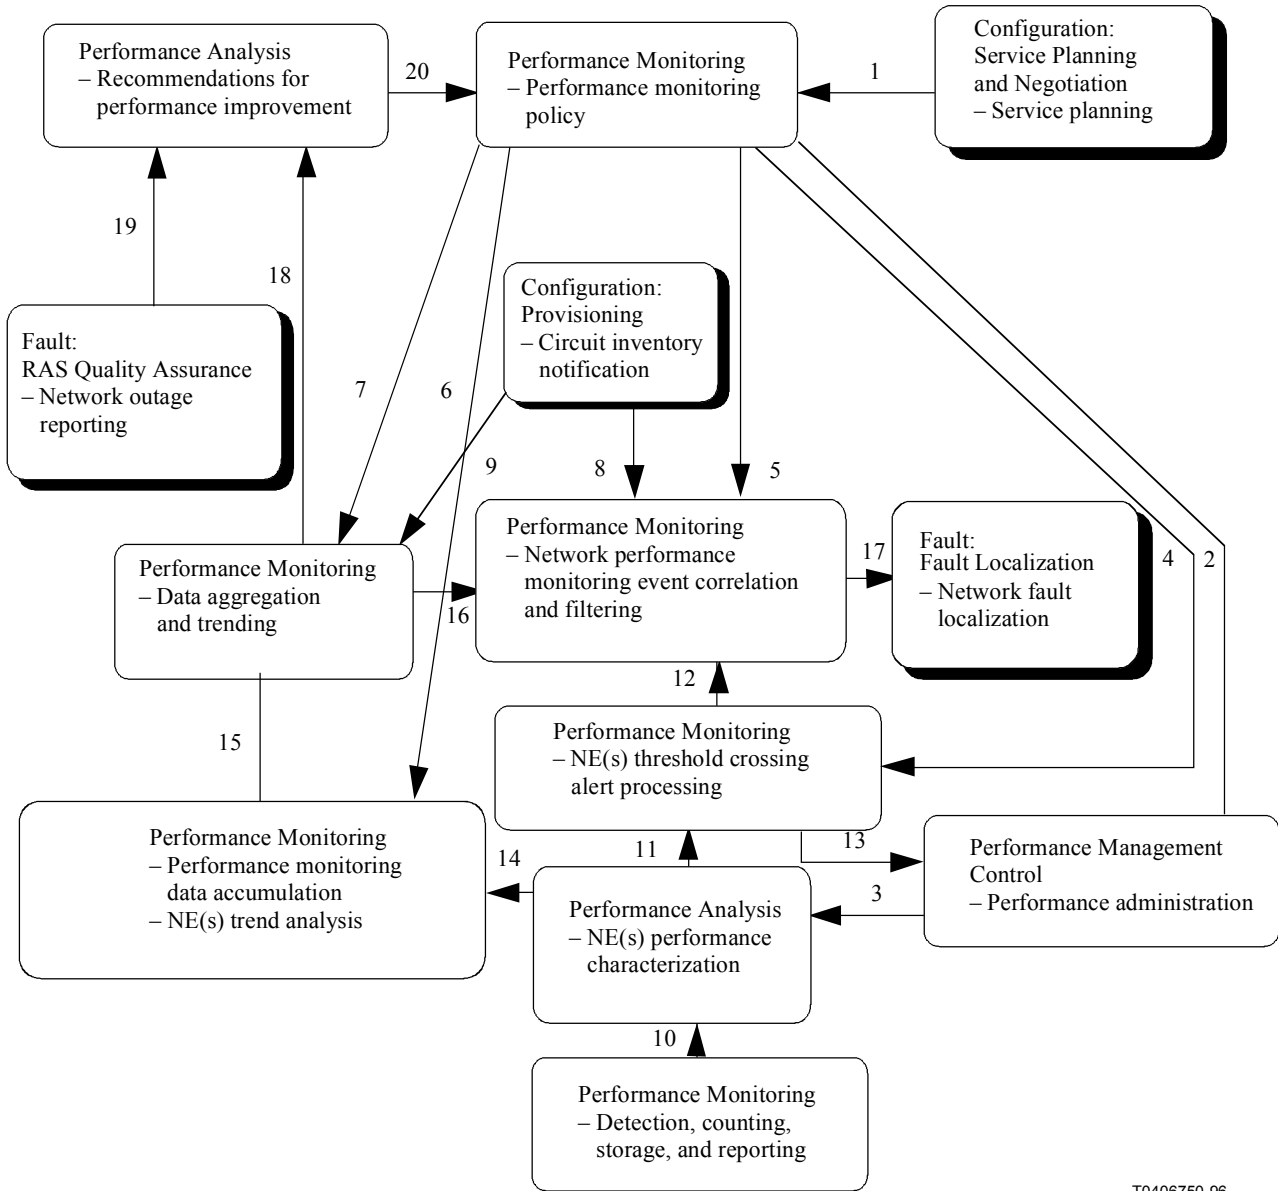 Performance Analysis
– Recommendations for
performance improvement
20
Performance Monitoring
– Performance monitoring
policy
1
Configuration:
Service Planning
and Negotiation
– Service planning
19
18
Fault:
RAS Quality Assurance
– Network outage
reporting
7
6
Configuration:
Provisioning
– Circuit inventory
notification
9
8
5
4
2
Performance Monitoring
– Data aggregation
and trending
16
Performance Monitoring
– Network performance
monitoring event correlation
and filtering
17
Fault:
Fault Localization
– Network fault
localization
12
15
Performance Monitoring
– NE(s) threshold crossing
alert processing
Performance Monitoring
– Performance monitoring
data accumulation
– NE(s) trend analysis
14
11
13
3
Performance Management
Control
– Performance administration
Performance Analysis
– NE(s) performance
characterization
10
Performance Monitoring
– Detection, counting,
storage, and reporting